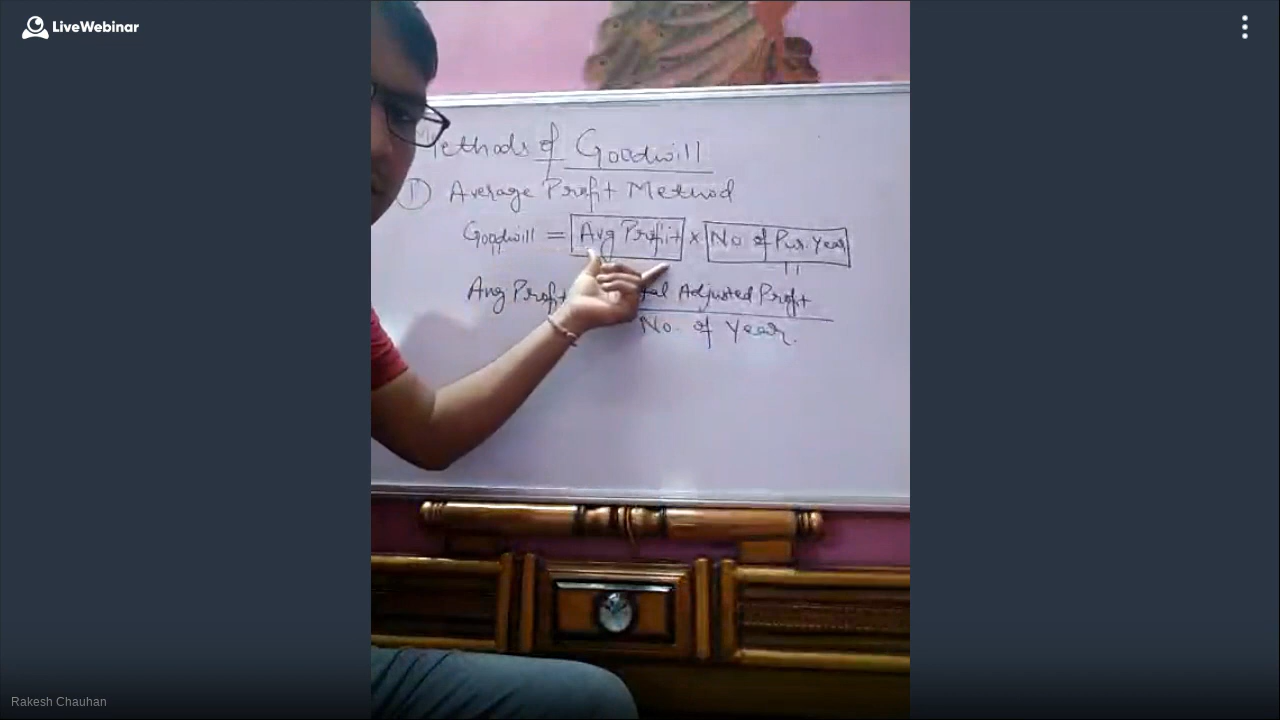 LiveWebinar
Methods of Goodwill
① Average Profit Method
Goodwill = Avg Profit × No of Pur. Year
Avg Profit Adjusted Profit
No. of Year.
Rakesh Chauhan